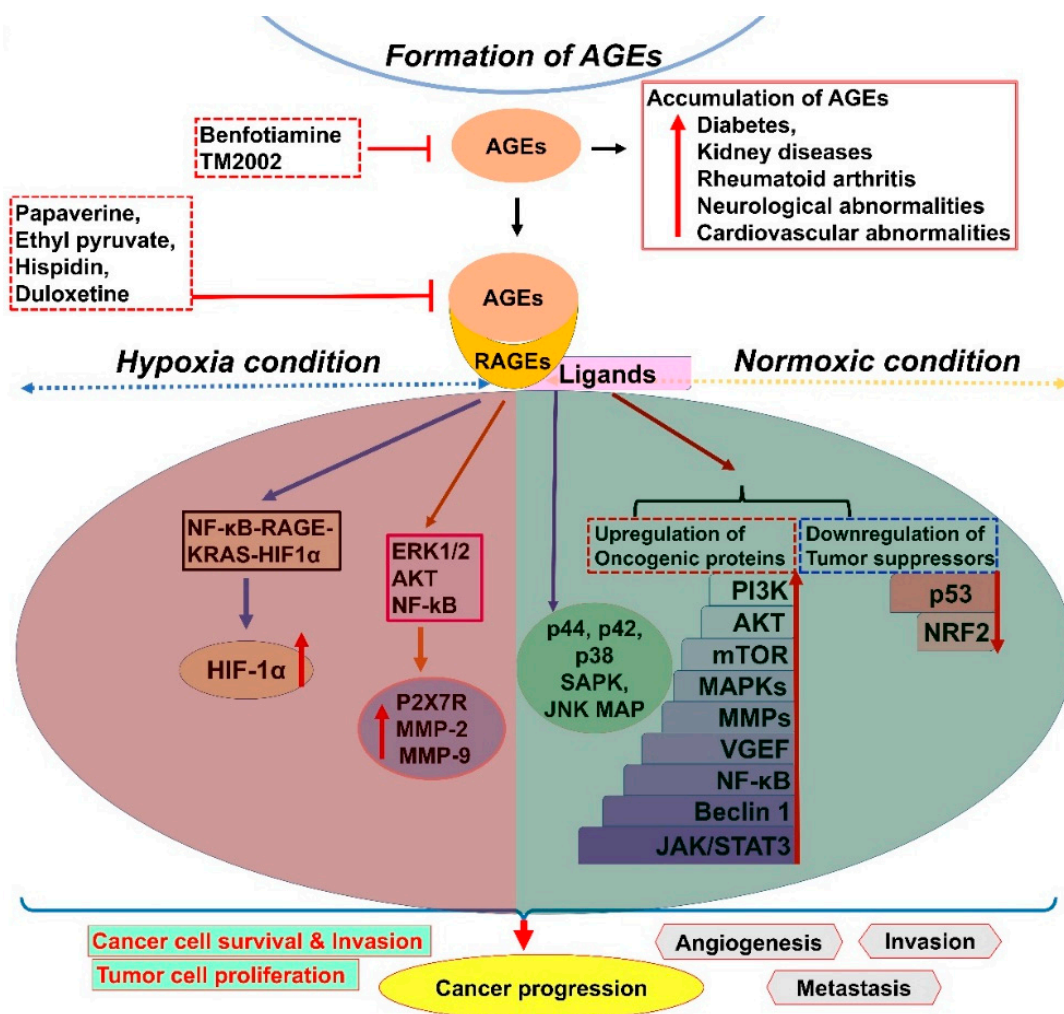 Formation of AGEs
Benfotiamine
TM2002
AGEs
Accumulation of AGEs
Diabetes,
Kidney diseases
Rheumatoid arthritis
Neurological abnormalities
Cardiovascular abnormalities
Papaverine,
Ethyl pyruvate,
Hispidin,
Duloxetine
AGEs
RAGEs
Ligands
Hypoxia condition
Normoxic condition
NF-κB-RAGE-
KRAS-HIF1α
HIF-1α
ERK1/2
AKT
NF-kB
P2X7R
MMP-2
MMP-9
p44, p42,
p38
SAPK,
JNK MAP
Upregulation of
Oncogenic proteins
PI3K
AKT
mTOR
MAPKs
MMPs
VGEF
NF-κB
Beclin 1
JAK/STAT3
Downregulation of
Tumor suppressors
p53
NRF2
Cancer cell survival & Invasion
Tumor cell proliferation
Cancer progression
Angiogenesis
Invasion
Metastasis